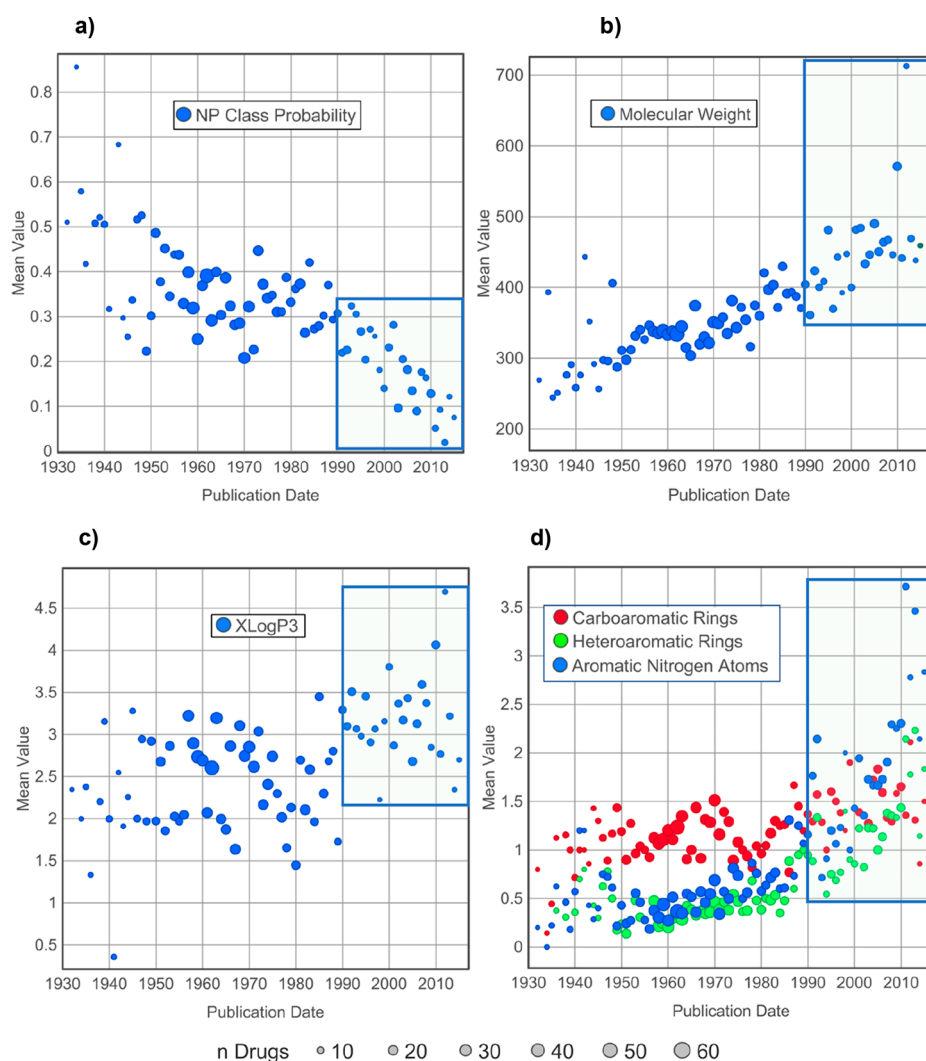 a)
0.8
0.7
0.6
0.5
0.4
0.3
0.2
0.1
0
Mean Value
NP Class Probability
1930 1940 1950 1960 1970 1980 1990 2000 2010
Publication Date
b)
700
600
500
400
300
200
Mean Value
Molecular Weight
1930 1940 1950 1960 1970 1980 1990 2000 2010
Publication Date
c)
4.5
4
3.5
3
2.5
2
1.5
1
0.5
Mean Value
XLogP3
1930 1940 1950 1960 1970 1980 1990 2000 2010
Publication Date
d)
3.5
3
2.5
2
1.5
1
0.5
0
Mean Value
Carboaromatic Rings
Heteroaromatic Rings
Aromatic Nitrogen Atoms
1930 1940 1950 1960 1970 1980 1990 2000 2010
Publication Date
n Drugs 10 20 30 40 50 60